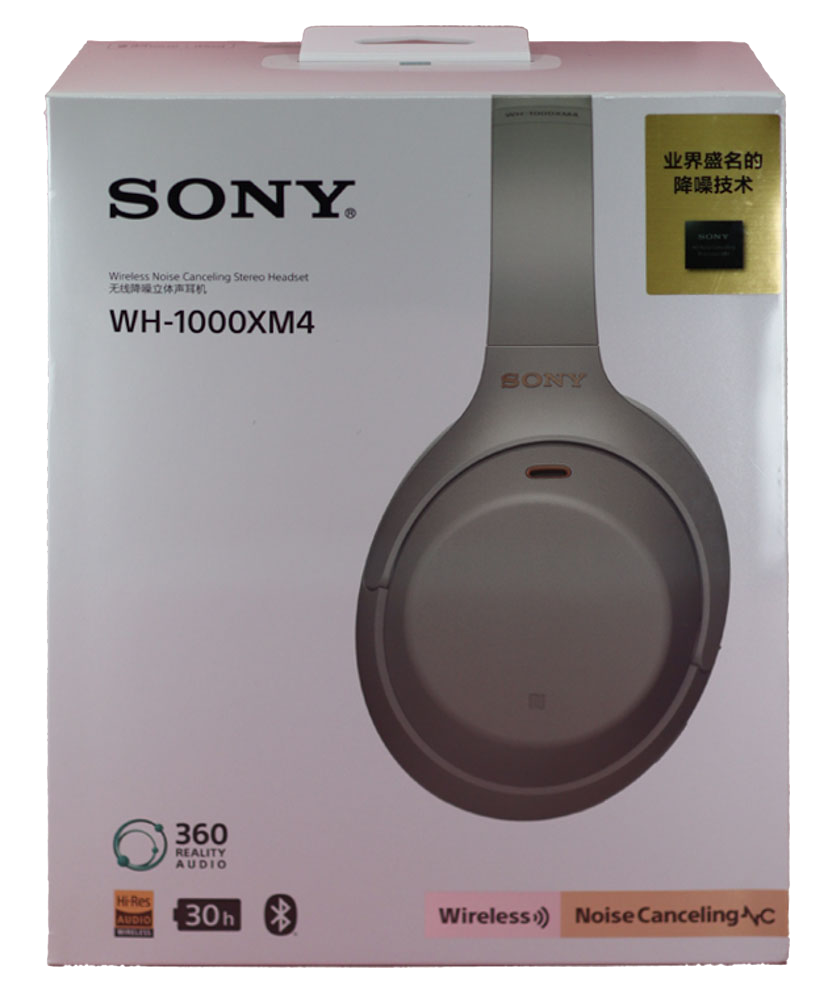 WH-1000XM4
业界盛名的
降噪技术
SONY
SONY®
Wireless Noise Canceling Stereo Headset
无线降噪立体声耳机
WH-1000XM4
SONY
360
REALITY
AUDIO
Hi-Res
AUDIO
WIRELESS
30h
Wireless
Noise Canceling NC